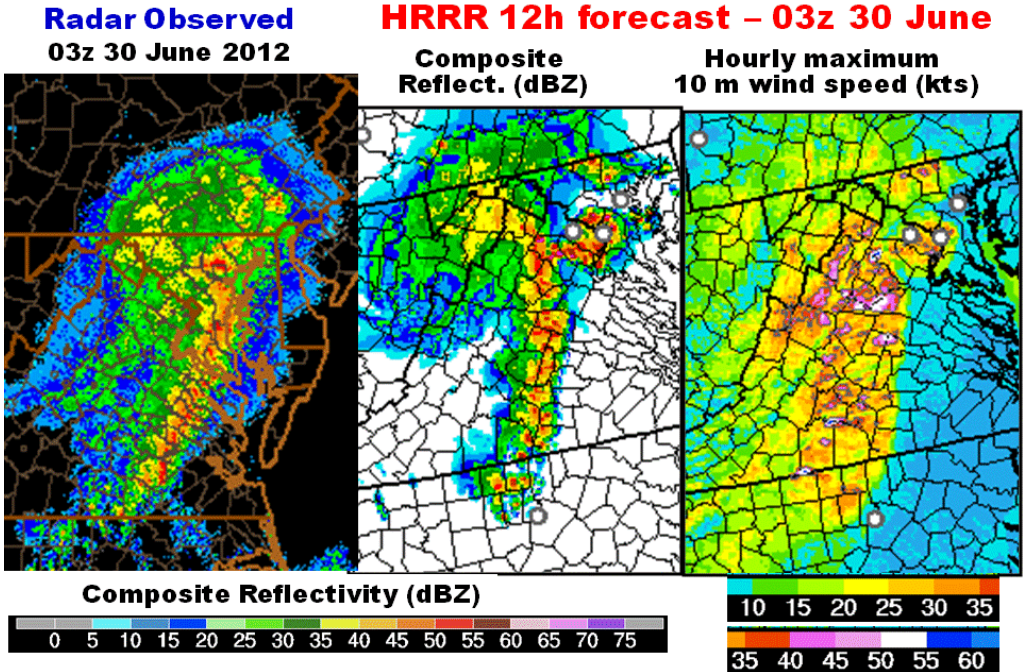 Radar Observed
03z 30 June 2012
HRRR 12h forecast – 03z 30 June
Composite
Reflect. (dBZ)
Hourly maximum
10 m wind speed (kts)
Composite Reflectivity (dBZ)
0 5 10 15 20 25 30 35 40 45 50 55 60 65 70 75
10 15 20 25 30 35
35 40 45 50 55 60